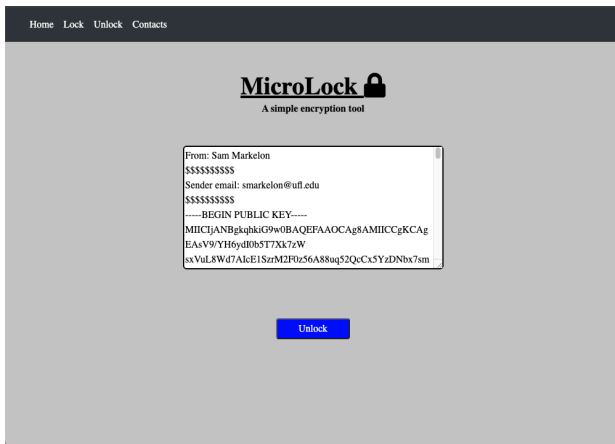 Home Lock Unlock Contacts
MicroLock
A simple encryption tool
From: Sam Markelon
$$$$$$$$$$
Sender email: smarkelon@ufl.edu
$$$$$$$$$$
-----BEGIN PUBLIC KEY-----
MIICIjANBgkqhkiG9w0BAQEFAAOCAg8AMIICCgKCAg
EAsV9/YH6ydI0b5T7Xk7zW
sxVuL8Wd7AIcE1SzrM2F0z56A88uq52QcCx5YzDNbx7sm
Unlock